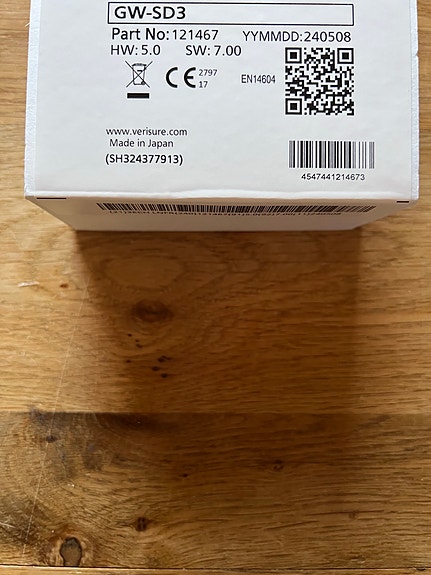 GW-SD3
Part No:121467 YYMMDD:240508
HW: 5.0 SW: 7.00
CE 2797
17
EN14604
www.verisure.com
Made in Japan
(SH324377913)
4547441214673